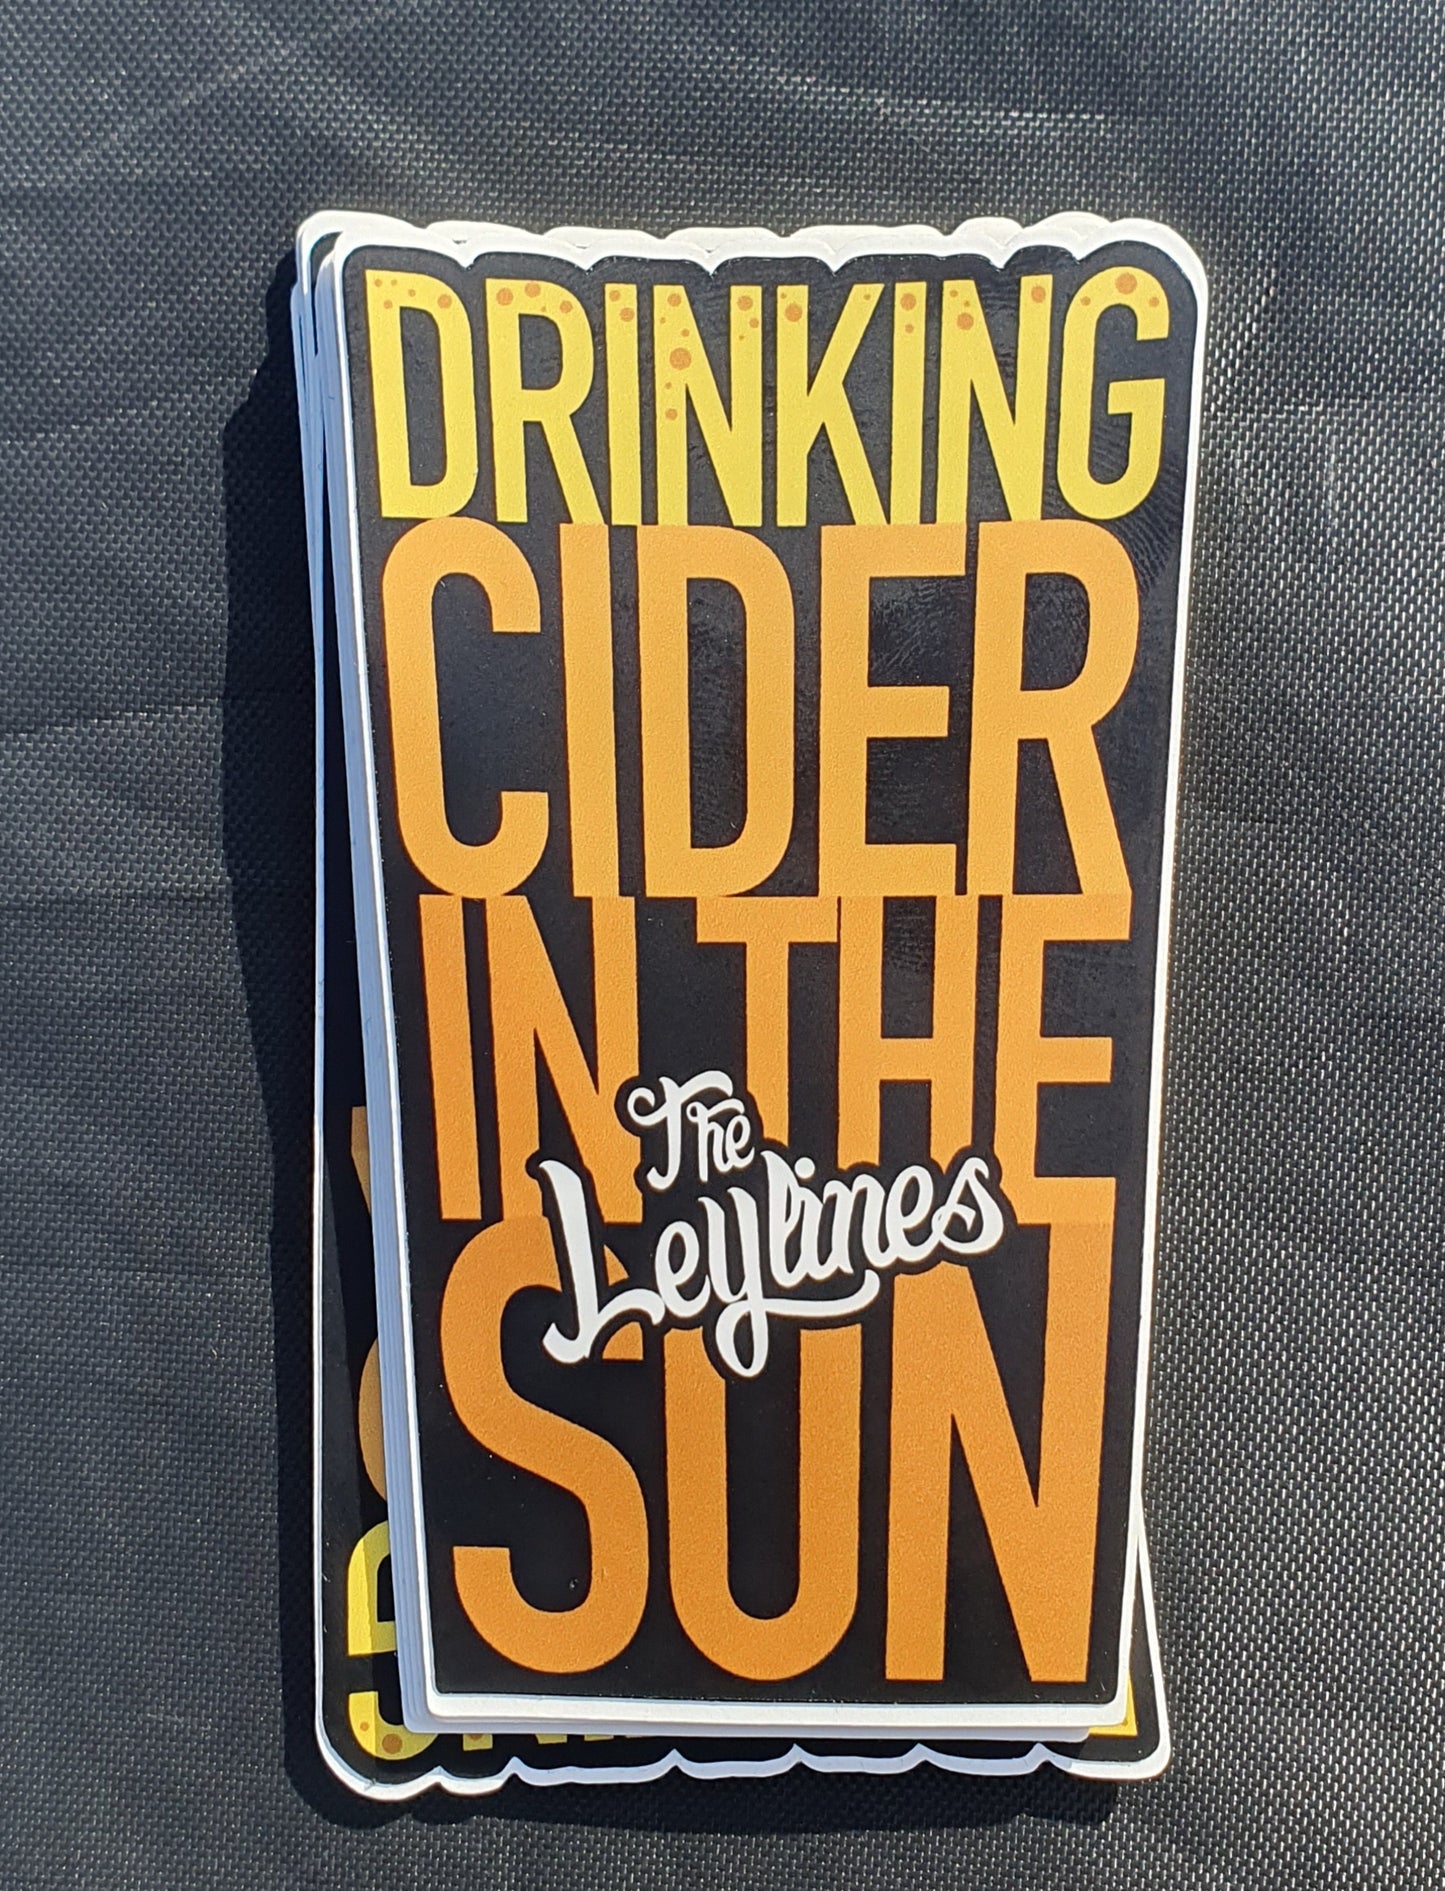 DRINKING
CIDER
IN THE
The
Leylines
SUN